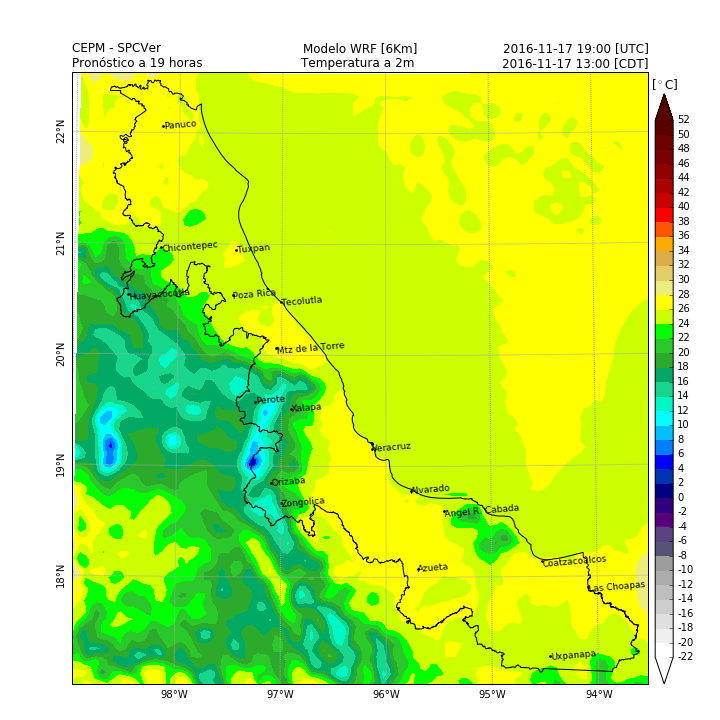 CEPM - SPCVer Modelo WRF [6Km] 2016-11-17 19:00 [UTC]
Pronóstico a 19 horas Temperatura a 2m 2016-11-17 13:00 [CDT]
[°C]
52
50
48
46
44
42
40
38
36
34
32
30
28
26
24
22
20
18
16
14
12
10
8
6
4
2
0
-2
-4
-6
-8
-10
-12
-14
-16
-18
-20
-22
22°N
21°N
20°N
19°N
18°N
Panuco
Chicontepec
Tuxpan
Huayacocotla
Poza Rica
Tecolutla
Mtz de la Torre
Perote
Xalapa
Veracruz
Orizaba
Alvarado
Zongolica
Angel R. Cabada
Azueta
Coatzacoalcos
Las Choapas
Uxpanapa
98°W 97°W 96°W 95°W 94°W